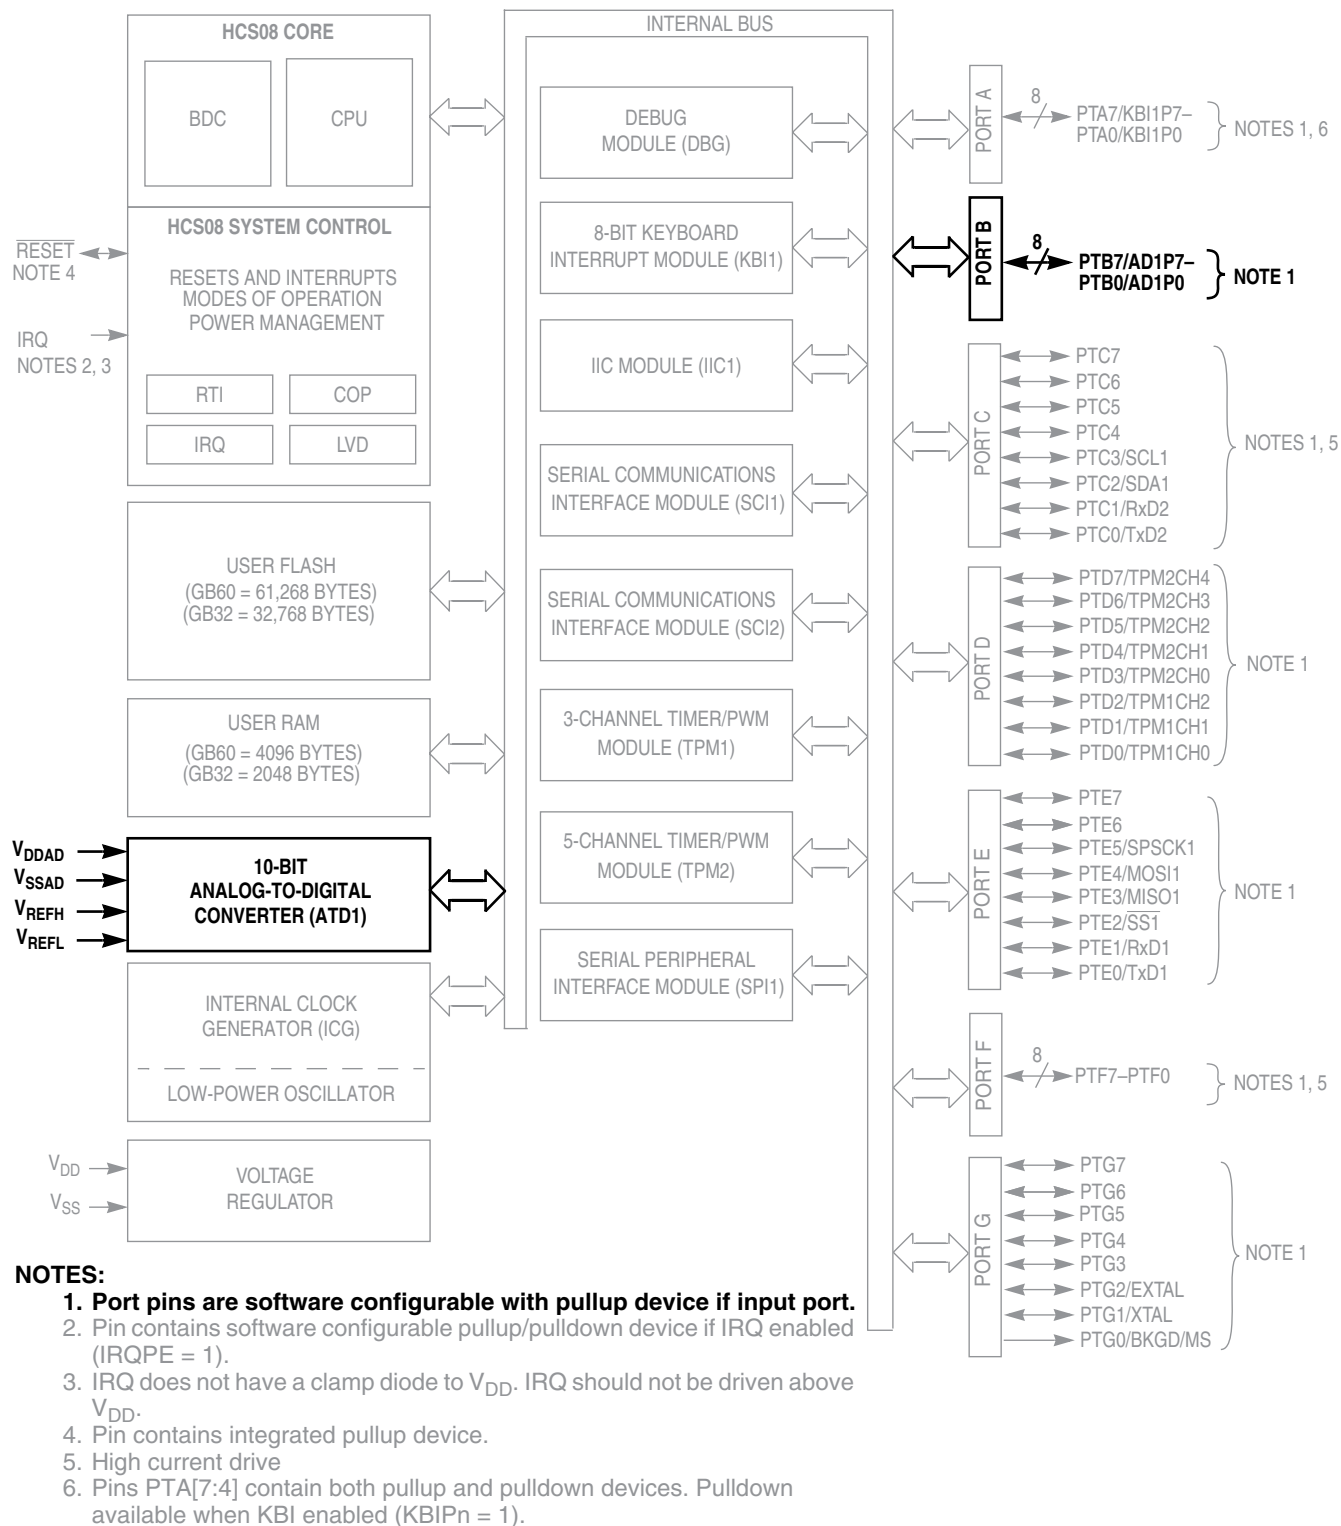 HCS08 CORE
BDC
CPU
HCS08 SYSTEM CONTROL
RESETS AND INTERRUPTS
MODES OF OPERATION
POWER MANAGEMENT
RTI
COP
IRQ
LVD
RESET
NOTE 4
IRQ
NOTES 2, 3
USER FLASH
(GB60 = 61,268 BYTES)
(GB32 = 32,768 BYTES)
USER RAM
(GB60 = 4096 BYTES)
(GB32 = 2048 BYTES)
VDDAD
VSSAD
VREFH
VREFL
10-BIT
ANALOG-TO-DIGITAL
CONVERTER (ATD1)
INTERNAL CLOCK
GENERATOR (ICG)
LOW-POWER OSCILLATOR
VDD
VSS
VOLTAGE
REGULATOR
INTERNAL BUS
DEBUG
MODULE (DBG)
8-BIT KEYBOARD
INTERRUPT MODULE (KBI1)
IIC MODULE (IIC1)
SERIAL COMMUNICATIONS
INTERFACE MODULE (SCI1)
SERIAL COMMUNICATIONS
INTERFACE MODULE (SCI2)
3-CHANNEL TIMER/PWM
MODULE (TPM1)
5-CHANNEL TIMER/PWM
MODULE (TPM2)
SERIAL PERIPHERAL
INTERFACE MODULE (SPI1)
PORT A
8
PTA7/KBI1P7–
PTA0/KBI1P0
NOTES 1, 6
PORT B
8
PTB7/AD1P7–
PTB0/AD1P0
NOTE 1
PORT C
PTC7
PTC6
PTC5
PTC4
PTC3/SCL1
PTC2/SDA1
PTC1/RxD2
PTC0/TxD2
NOTES 1, 5
PORT D
PTD7/TPM2CH4
PTD6/TPM2CH3
PTD5/TPM2CH2
PTD4/TPM2CH1
PTD3/TPM2CH0
PTD2/TPM1CH2
PTD1/TPM1CH1
PTD0/TPM1CH0
NOTE 1
PORT E
PTE7
PTE6
PTE5/SPSCK1
PTE4/MOSI1
PTE3/MISO1
PTE2/SS1
PTE1/RxD1
PTE0/TxD1
NOTE 1
PORT F
8
PTF7–PTF0
NOTES 1, 5
PORT G
PTG7
PTG6
PTG5
PTG4
PTG3
PTG2/EXTAL
PTG1/XTAL
PTG0/BKGD/MS
NOTE 1
NOTES:
1. Port pins are software configurable with pullup device if input port.
2. Pin contains software configurable pullup/pulldown device if IRQ enabled
(IRQPE = 1).
3. IRQ does not have a clamp diode to VDD. IRQ should not be driven above
VDD.
4. Pin contains integrated pullup device.
5. High current drive
6. Pins PTA[7:4] contain both pullup and pulldown devices. Pulldown
available when KBI enabled (KBIPn = 1).